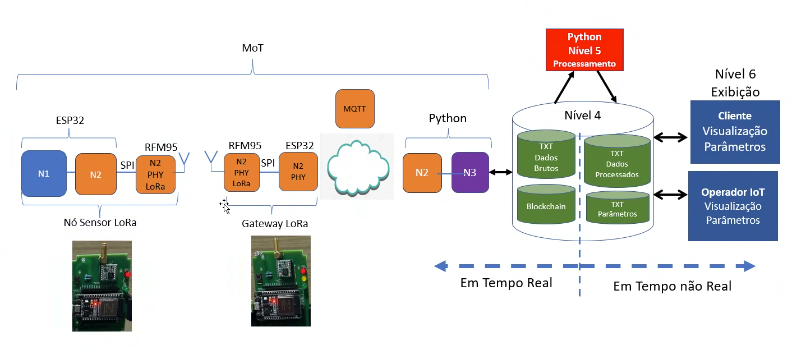 MoT
ESP32
N1
N2
SPI
RFM95
N2
PHY
LoRa
Nó Sensor LoRa
RFM95
N2
PHY
LoRa
SPI
ESP32
N2
PHY
Gateway LoRa
MQTT
Python
N2
N3
Python
Nível 5
Processamento
Nível 4
TXT
Dados
Brutos
TXT
Dados
Processados
Blockchain
TXT
Parâmetros
Nível 6
Exibição
Cliente
Visualização
Parâmetros
Operador IoT
Visualização
Parâmetros
Em Tempo Real
Em Tempo não Real